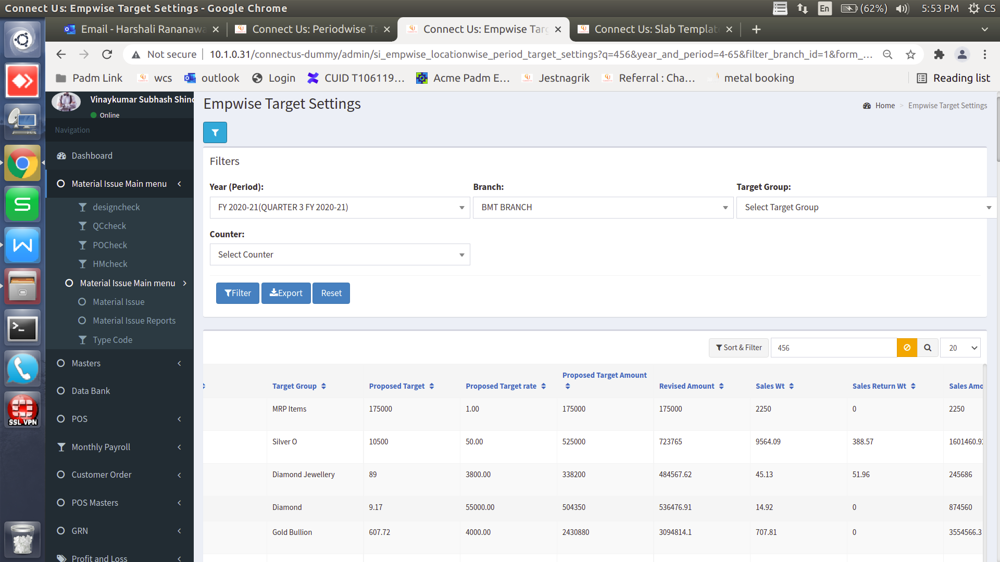 Connect Us: Empwise Target Settings - Google Chrome
En (62%) 5:53 PM CS
Email - Harshali Rananawa
Connect Us: Periodwise Ta
Connect Us: Empwise Targ
Connect Us: Slab Template
Not secure 10.1.0.31/connectus-dummy/admin/si_empwise_locationwise_period_target_settings?q=456&year_and_period=4-65&filter_branch_id=1&form_...
Padm Link wcs outlook Login CUID T106119... Acme Padm E... Jestnagrik Referral : Cha... metal booking Reading list
Vinaykumar Subhash Shind
Online
Navigation
Dashboard
Material Issue Main menu
designcheck
QCcheck
POCheck
HMcheck
Material Issue Main menu
Material Issue
Material Issue Reports
Type Code
Masters
Data Bank
POS
Monthly Payroll
Customer Order
POS Masters
GRN
Profit and Loss
SSL VPN
Empwise Target Settings
Home > Empwise Target Settings
Filters
Year (Period): Branch: Target Group:
FY 2020-21(QUARTER 3 FY 2020-21) BMT BRANCH Select Target Group
Counter:
Select Counter
Filter Export Reset
Sort & Filter 456 20
Target Group Proposed Target Proposed Target rate Proposed Target Amount Revised Amount Sales Wt Sales Return Wt Sales Amo
MRP Items 175000 1.00 175000 175000 2250 0 2250
Silver O 10500 50.00 525000 723765 9564.09 388.57 1601460.9
Diamond Jewellery 89 3800.00 338200 484567.62 45.13 51.96 245686
Diamond 9.17 55000.00 504350 536476.91 14.92 0 874560
Gold Bullion 607.72 4000.00 2430880 3094814.1 707.81 0 3554566.3